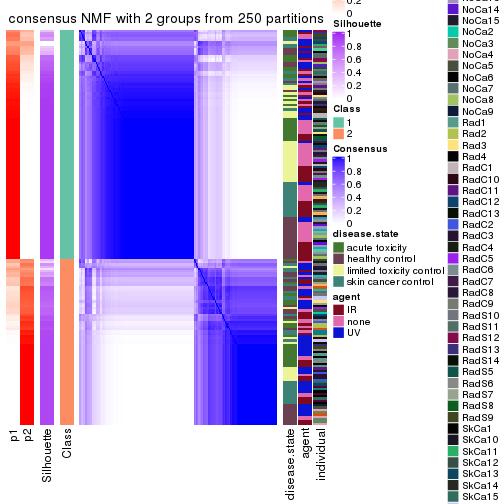 consensus NMF with 2 groups from 250 partitions
p1
p2
Silhouette
Class
disease.state
agent
individual
0.2
0
Silhouette
1
0.8
0.6
0.4
0.2
0
Class
1
2
Consensus
1
0.8
0.6
0.4
0.2
0
disease.state
acute toxicity
healthy control
limited toxicity control
skin cancer control
agent
IR
none
UV
NoCa14
NoCa15
NoCa2
NoCa3
NoCa4
NoCa5
NoCa6
NoCa7
NoCa8
NoCa9
Rad1
Rad2
Rad3
Rad4
RadC1
RadC10
RadC11
RadC12
RadC13
RadC2
RadC3
RadC4
RadC5
RadC6
RadC7
RadC8
RadC9
RadS10
RadS11
RadS12
RadS13
RadS14
RadS5
RadS6
RadS7
RadS8
RadS9
SkCa1
SkCa10
SkCa11
SkCa12
SkCa13
SkCa14
SkCa15